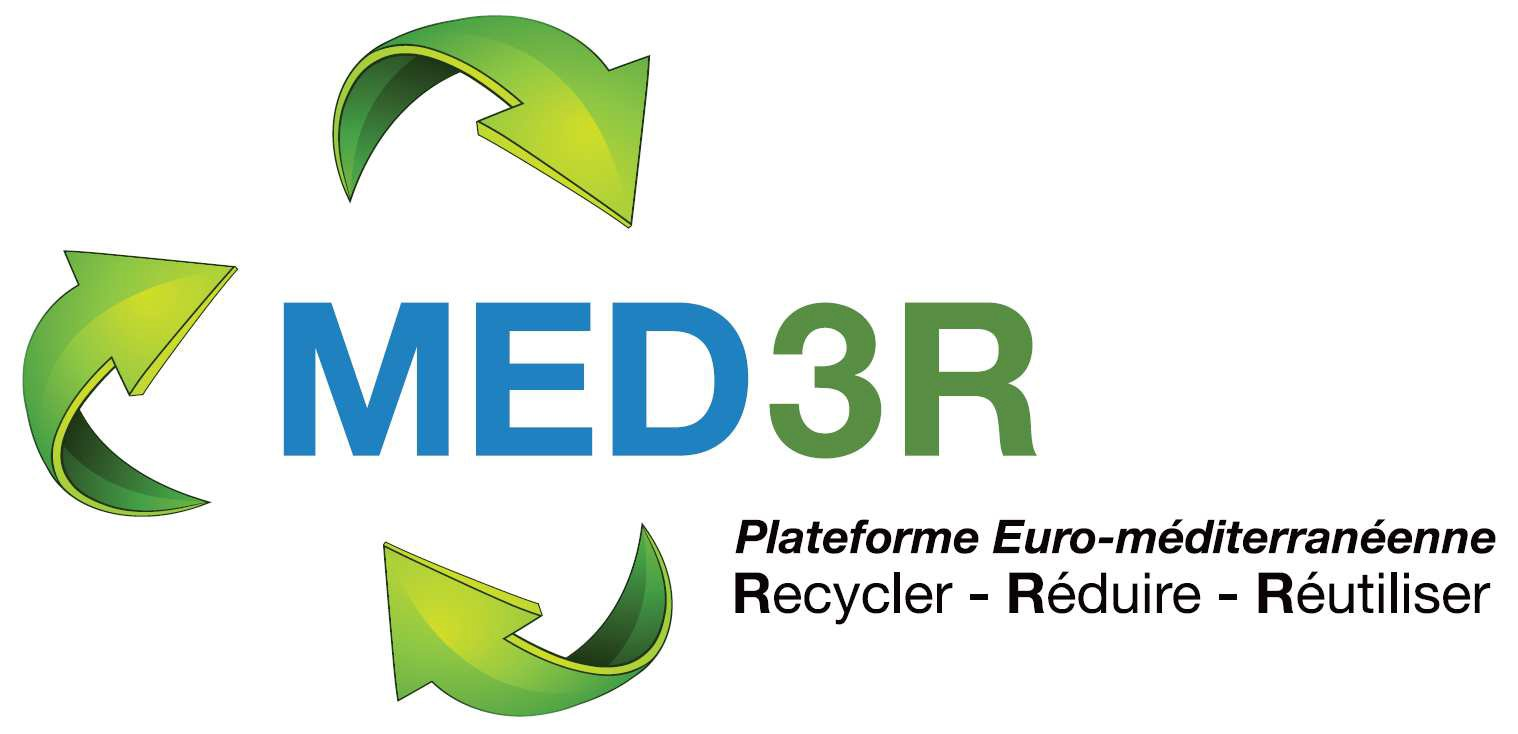 MED3R
Plateforme Euro-méditerranéenne
Recycler - Réduire - Réutiliser